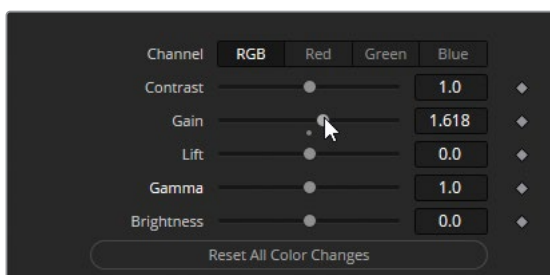 Channel RGB Red Green Blue
Contrast 1.0
Gain 1.618
Lift 0.0
Gamma 1.0
Brightness 0.0
Reset All Color Changes